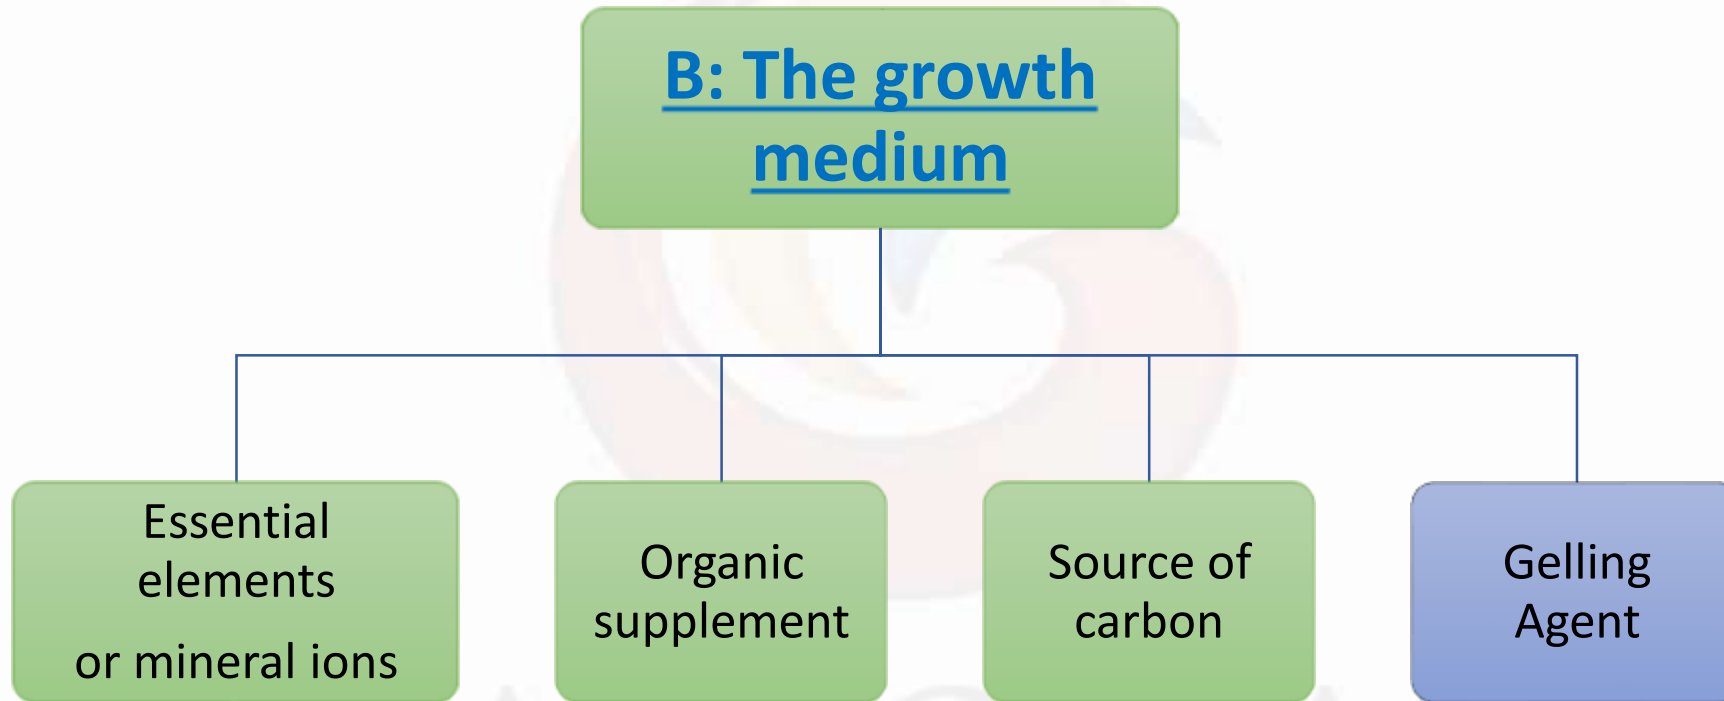 B: The growth
medium
Essential
elements
or mineral ions
Organic
supplement
Source of
carbon
Gelling
Agent